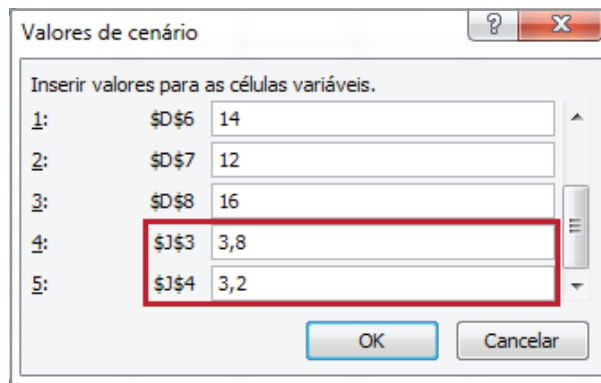 Valores de cenário
Inserir valores para as células variáveis.
1: $D$6 14
2: $D$7 12
3: $D$8 16
4: $J$3 3,8
5: $J$4 3,2
OK Cancelar